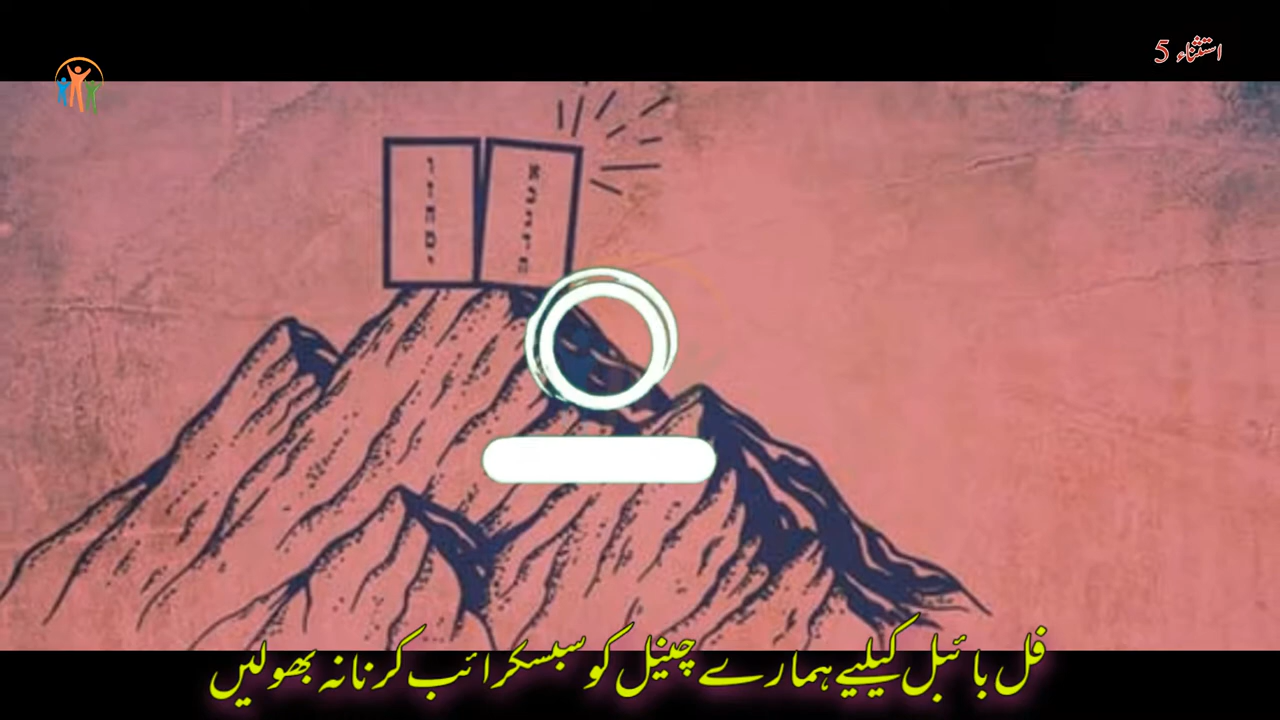 استثناء 5
فل بائبل کیلیے ہمارے چینل کو سبسکرائب کرنا نہ بھولیں